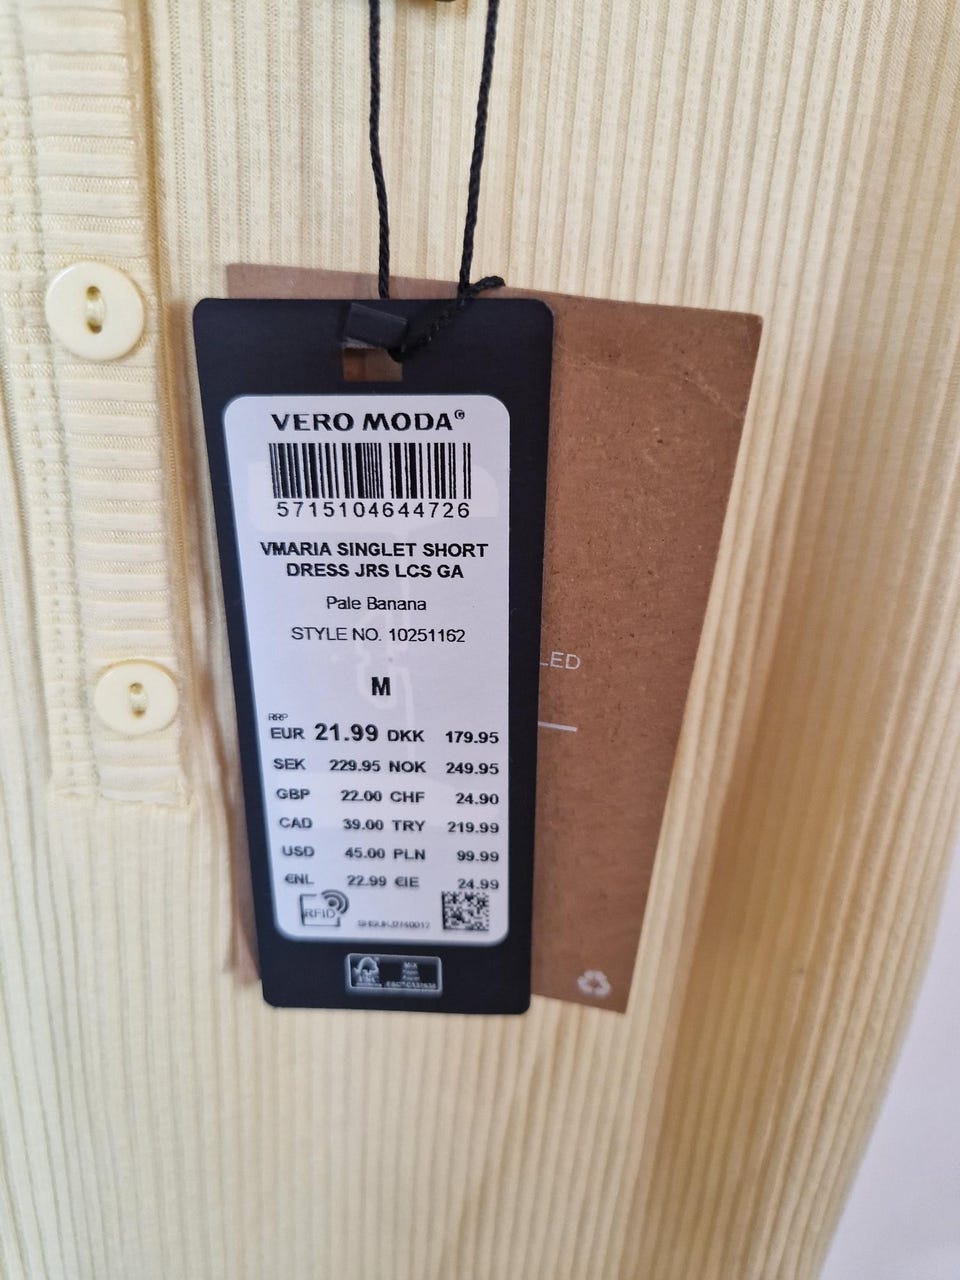 VERO MODA
5715104644726
VMARIA SINGLET SHORT
DRESS JRS LCS GA
Pale Banana
STYLE NO. 10251162
M
RRP
EUR 21.99 DKK 179.95
SEK 229.95 NOK 249.95
GBP 22.00 CHF 24.90
CAD 39.00 TRY 219.99
USD 45.00 PLN 99.99
€NL 22.99 €IE 24.99
RFID
LED
FSC